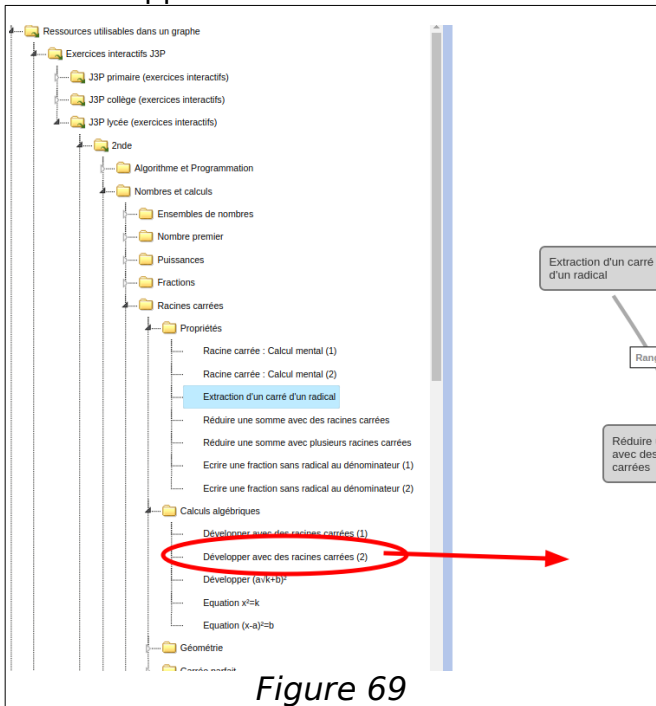 Ressources utilisables dans un graphe
Exercices interactifs J3P
J3P primaire (exercices interactifs)
J3P collège (exercices interactifs)
J3P lycée (exercices interactifs)
2nde
Algorithme et Programmation
Nombres et calculs
Ensembles de nombres
Nombre premier
Puissances
Fractions
Racines carrées
Propriétés
Racine carrée : Calcul mental (1)
Racine carrée : Calcul mental (2)
Extraction d'un carré d'un radical
Réduire une somme avec des racines carrées
Réduire une somme avec plusieurs racines carrées
Ecrire une fraction sans radical au dénominateur (1)
Ecrire une fraction sans radical au dénominateur (2)
Calculs algébriques
Développer avec des racines carrées (1)
Développer avec des racines carrées (2)
Développer (a√k+b)²
Equation x²=k
Equation (x-a)²=b
Géométrie
Carré parfait
Extraction d'un carré
d'un radical
Rang
Réduire
avec des
carrées
Figure 69